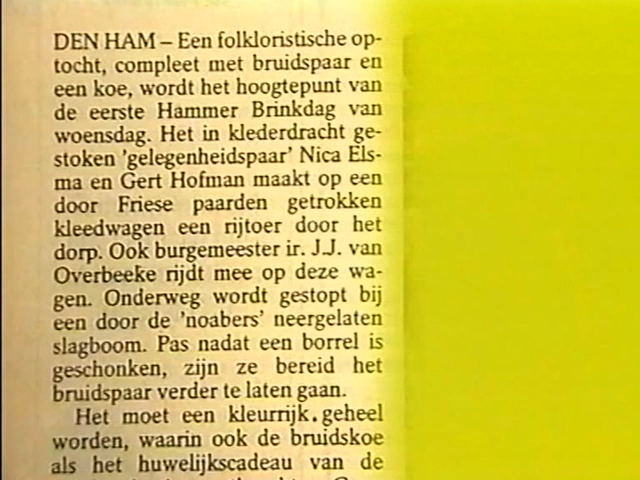 DEN HAM – Een folkloristische op-
tocht, compleet met bruidspaar en
een koe, wordt het hoogtepunt van
de eerste Hammer Brinkdag van
woensdag. Het in klederdracht ge-
stoken 'gelegenheidspaar' Nica Els-
ma en Gert Hofman maakt op een
door Friese paarden getrokken
kleedwagen een rijtoer door het
dorp. Ook burgemeester ir. J.J. van
Overbeeke rijdt mee op deze wa-
gen. Onderweg wordt gestopt bij
een door de 'noabers' neergelaten
slagboom. Pas nadat een borrel is
geschonken, zijn ze bereid het
bruidspaar verder te laten gaan.
Het moet een kleurrijk geheel
worden, waarin ook de bruidskoe
als het huwelijkscadeau van de